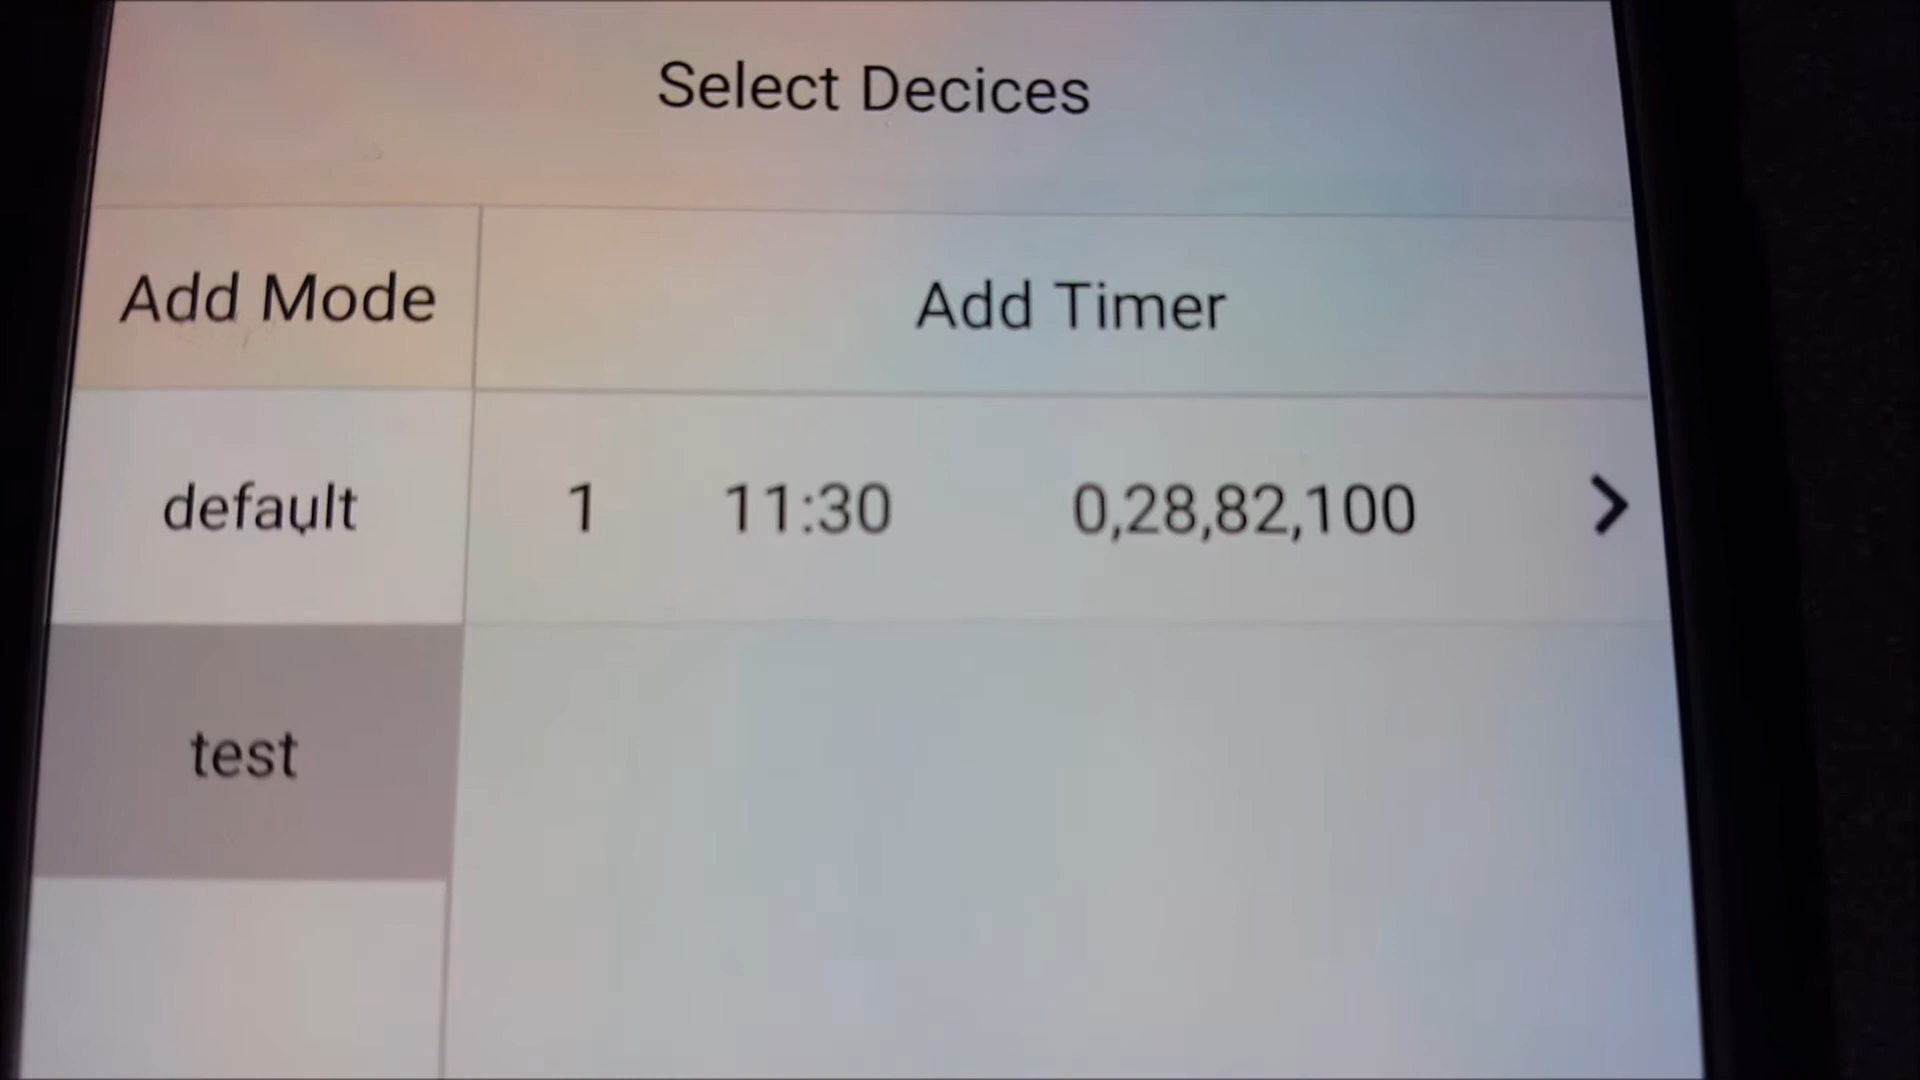 Select Decices
Add Mode
Add Timer
default
1 11:30 0,28,82,100
test